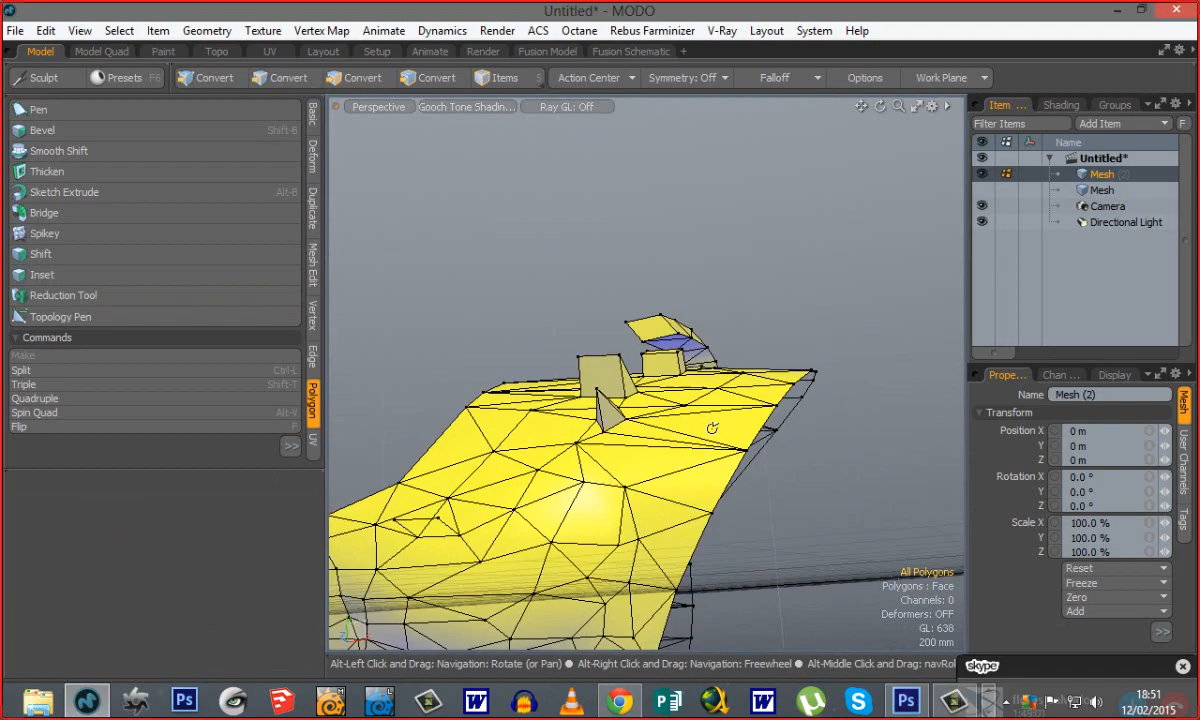 Untitled* - MODO
File Edit View Select Item Geometry Texture Vertex Map Animate Dynamics Render ACS Octane Rebus Farminizer V-Ray Layout System Help
Model Model Quad Paint Topo UV Layout Setup Animate Render Fusion Model Fusion Schematic +
Sculpt Presets F6 Convert Convert Convert Convert Items 5 Action Center Symmetry: Off Falloff Options Work Plane
Pen
Bevel Shift-B
Smooth Shift
Thicken
Sketch Extrude Alt-B
Bridge
Spikey
Shift
Inset
Reduction Tool
Topology Pen
Commands
Make
Split Ctrl-L
Triple Shift-T
Quadruple
Spin Quad Alt-V
Flip F
>>
Basic
Deform
Duplicate
Mesh Edit
Vertex
Edge
Polygon
UV
Perspective Gooch Tone Shadin... Ray GL: Off
All Polygons
Polygons : Face
Channels: 0
Deformers: OFF
GL: 638
200 mm
Alt-Left Click and Drag: Navigation: Rotate (or Pan) ● Alt-Right Click and Drag: Navigation: Freewheel ● Alt-Middle Click and Drag: navRol
Item ... Shading Groups
Filter Items Add Item F
Name
Untitled*
Mesh (2)
Mesh
Camera
Directional Light
Prope... Chan ... Display
Name Mesh (2)
Transform
Position X 0 m
Y 0 m
Z 0 m
Rotation X 0.0 °
Y 0.0 °
Z 0.0 °
Scale X 100.0 %
Y 100.0 %
Z 100.0 %
Reset
Freeze
Zero
Add
>>
Mesh
User Channels
Tags
skype
18:51
12/02/2015